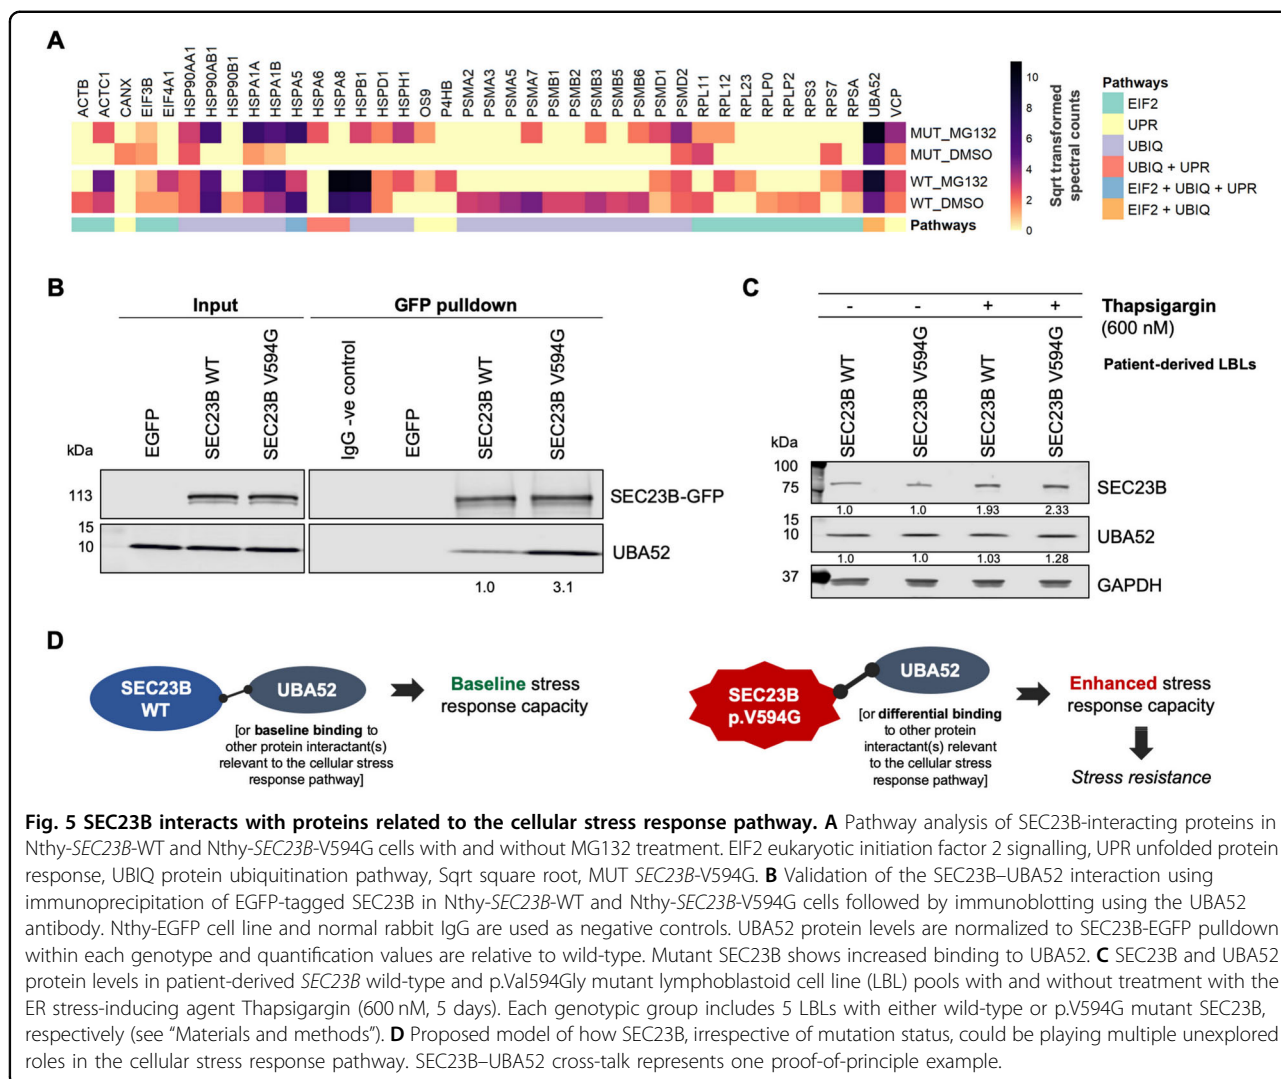 A
ACTB
ACTC1
CANX
EIF3B
EIF4A1
HSP90AA1
HSP90AB1
HSP90B1
HSPA1A
HSPA1B
HSPA5
HSPA6
HSPA8
HSPB1
HSPD1
HSPH1
OS9
P4HB
PSMA2
PSMA3
PSMA5
PSMA7
PSMB1
PSMB2
PSMB3
PSMB5
PSMB6
PSMD1
PSMD2
RPL11
RPL12
RPL23
RPLP0
RPLP2
RPS3
RPS7
RPSA
UBA52
VCP
MUT_MG132
MUT_DMSO
WT_MG132
WT_DMSO
Pathways
10
8
6
4
2
0
Sqrt transformed
spectral counts
Pathways
EIF2
UPR
UBIQ
UBIQ + UPR
EIF2 + UBIQ + UPR
EIF2 + UBIQ
B
Input
GFP pulldown
kDa
EGFP
SEC23B WT
SEC23B V594G
IgG -ve control
EGFP
SEC23B WT
SEC23B V594G
113
SEC23B-GFP
15
10
UBA52
1.0 3.1
C
- - + + Thapsigargin
(600 nM)
Patient-derived LBLs
SEC23B WT
SEC23B V594G
SEC23B WT
SEC23B V594G
kDa
100
75
SEC23B
1.0 1.0 1.93 2.33
15
10
UBA52
1.0 1.0 1.03 1.28
37
GAPDH
D
SEC23B
WT
UBA52
[or baseline binding to
other protein interactant(s)
relevant to the cellular stress
response pathway]
Baseline stress
response capacity
SEC23B
p.V594G
UBA52
[or differential binding
to other protein
interactant(s) relevant
to the cellular stress
response pathway]
Enhanced stress
response capacity
Stress resistance
Fig. 5 SEC23B interacts with proteins related to the cellular stress response pathway. A Pathway analysis of SEC23B-interacting proteins in
Nthy-SEC23B-WT and Nthy-SEC23B-V594G cells with and without MG132 treatment. EIF2 eukaryotic initiation factor 2 signalling, UPR unfolded protein
response, UBIQ protein ubiquitination pathway, Sqrt square root, MUT SEC23B-V594G. B Validation of the SEC23B–UBA52 interaction using
immunoprecipitation of EGFP-tagged SEC23B in Nthy-SEC23B-WT and Nthy-SEC23B-V594G cells followed by immunoblotting using the UBA52
antibody. Nthy-EGFP cell line and normal rabbit IgG are used as negative controls. UBA52 protein levels are normalized to SEC23B-EGFP pulldown
within each genotype and quantification values are relative to wild-type. Mutant SEC23B shows increased binding to UBA52. C SEC23B and UBA52
protein levels in patient-derived SEC23B wild-type and p.Val594Gly mutant lymphoblastoid cell line (LBL) pools with and without treatment with the
ER stress-inducing agent Thapsigargin (600 nM, 5 days). Each genotypic group includes 5 LBLs with either wild-type or p.V594G mutant SEC23B,
respectively (see “Materials and methods”). D Proposed model of how SEC23B, irrespective of mutation status, could be playing multiple unexplored
roles in the cellular stress response pathway. SEC23B–UBA52 cross-talk represents one proof-of-principle example.